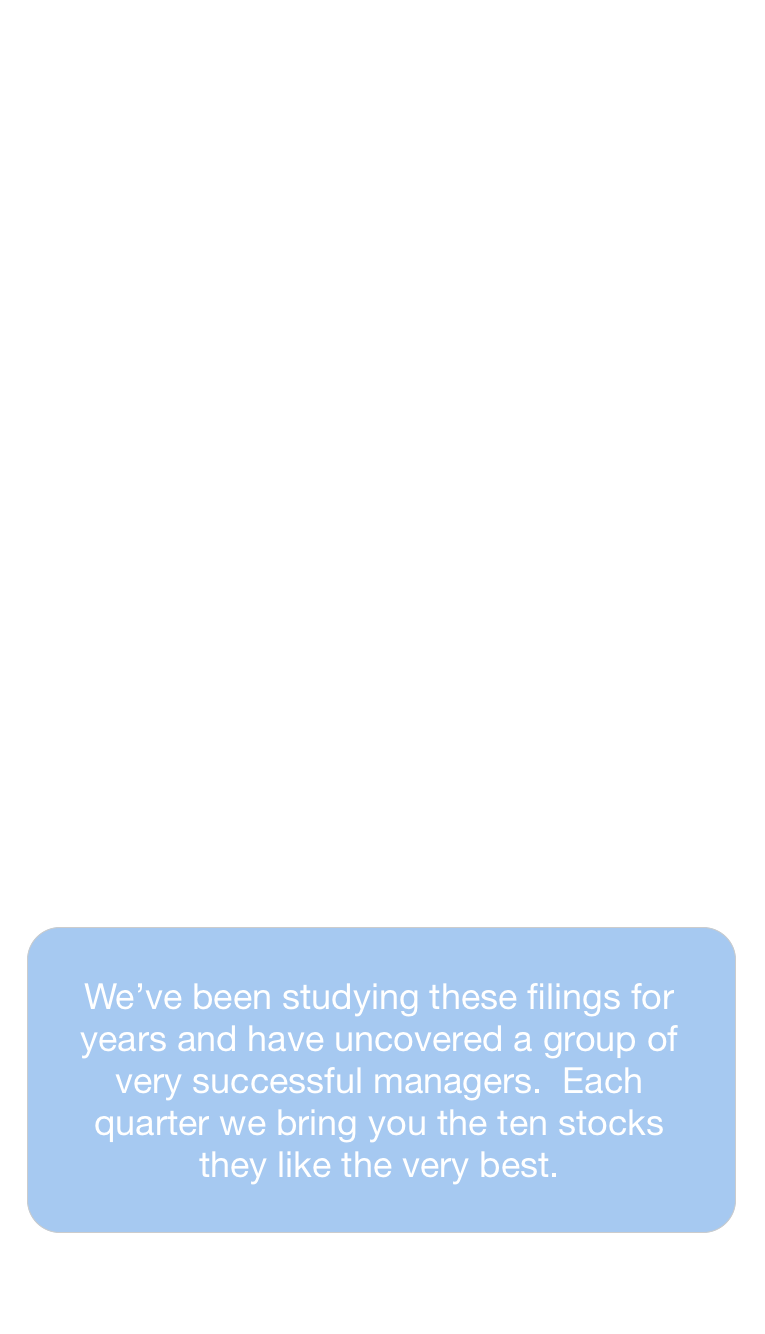 We’ve been studying these filings for
years and have uncovered a group of
very successful managers.  Each
quarter we bring you the ten stocks
they like the very best.